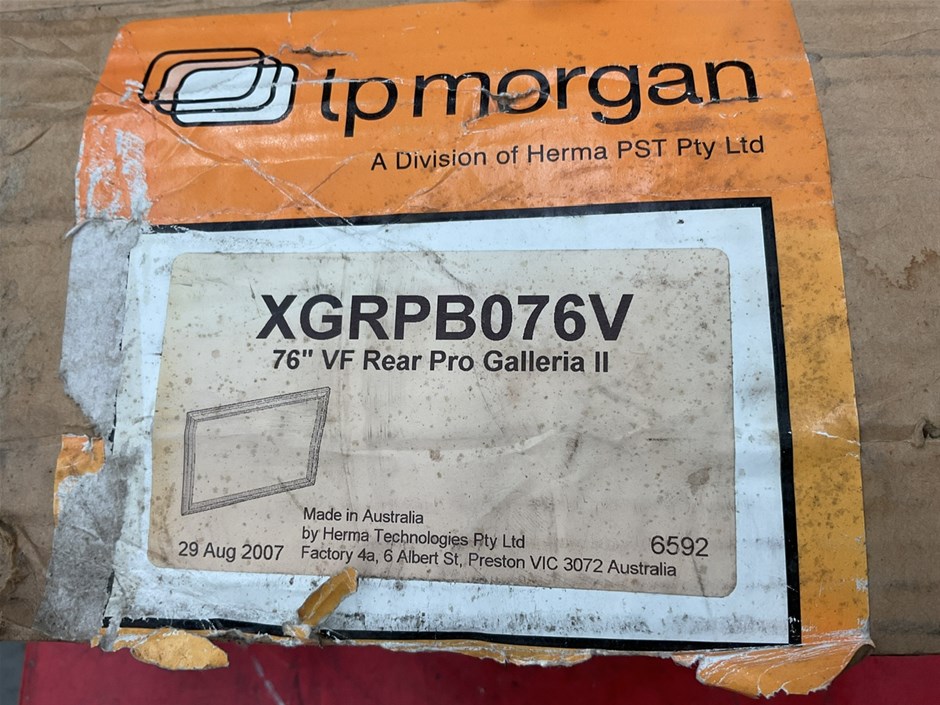 tpmorgan
A Division of Herma PST Pty Ltd
XGRPB076V
76" VF Rear Pro Galleria II
Made in Australia
by Herma Technologies Pty Ltd
29 Aug 2007 Factory 4a, 6 Albert St, Preston VIC 3072 Australia
6592